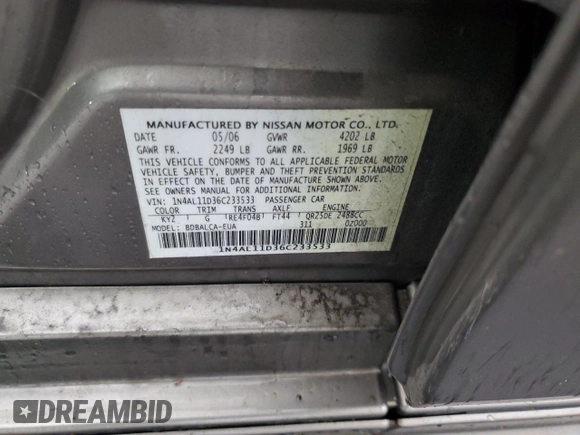 MANUFACTURED BY NISSAN MOTOR CO., LTD.
DATE 05/06 GVWR 4202 LB
GAWR FR. 2249 LB GAWR RR. 1969 LB
THIS VEHICLE CONFORMS TO ALL APPLICABLE FEDERAL MOTOR
VEHICLE SAFETY, BUMPER, AND THEFT PREVENTION STANDARDS
IN EFFECT ON THE DATE OF MANUFACTURE SHOWN ABOVE.
SEE OWNERS MANUAL FOR ADDITIONAL INFORMATION.
VIN: 1N4AL11D36C233533 PASSENGER CAR
COLOR TRIM TRANS AXLE ENGINE
KY2 G RE4F04B FT44 QR25DE 2488CC
MODEL: BDBALCA-EUA 311 02000
1N4AL11D36C233533
DREAMBID